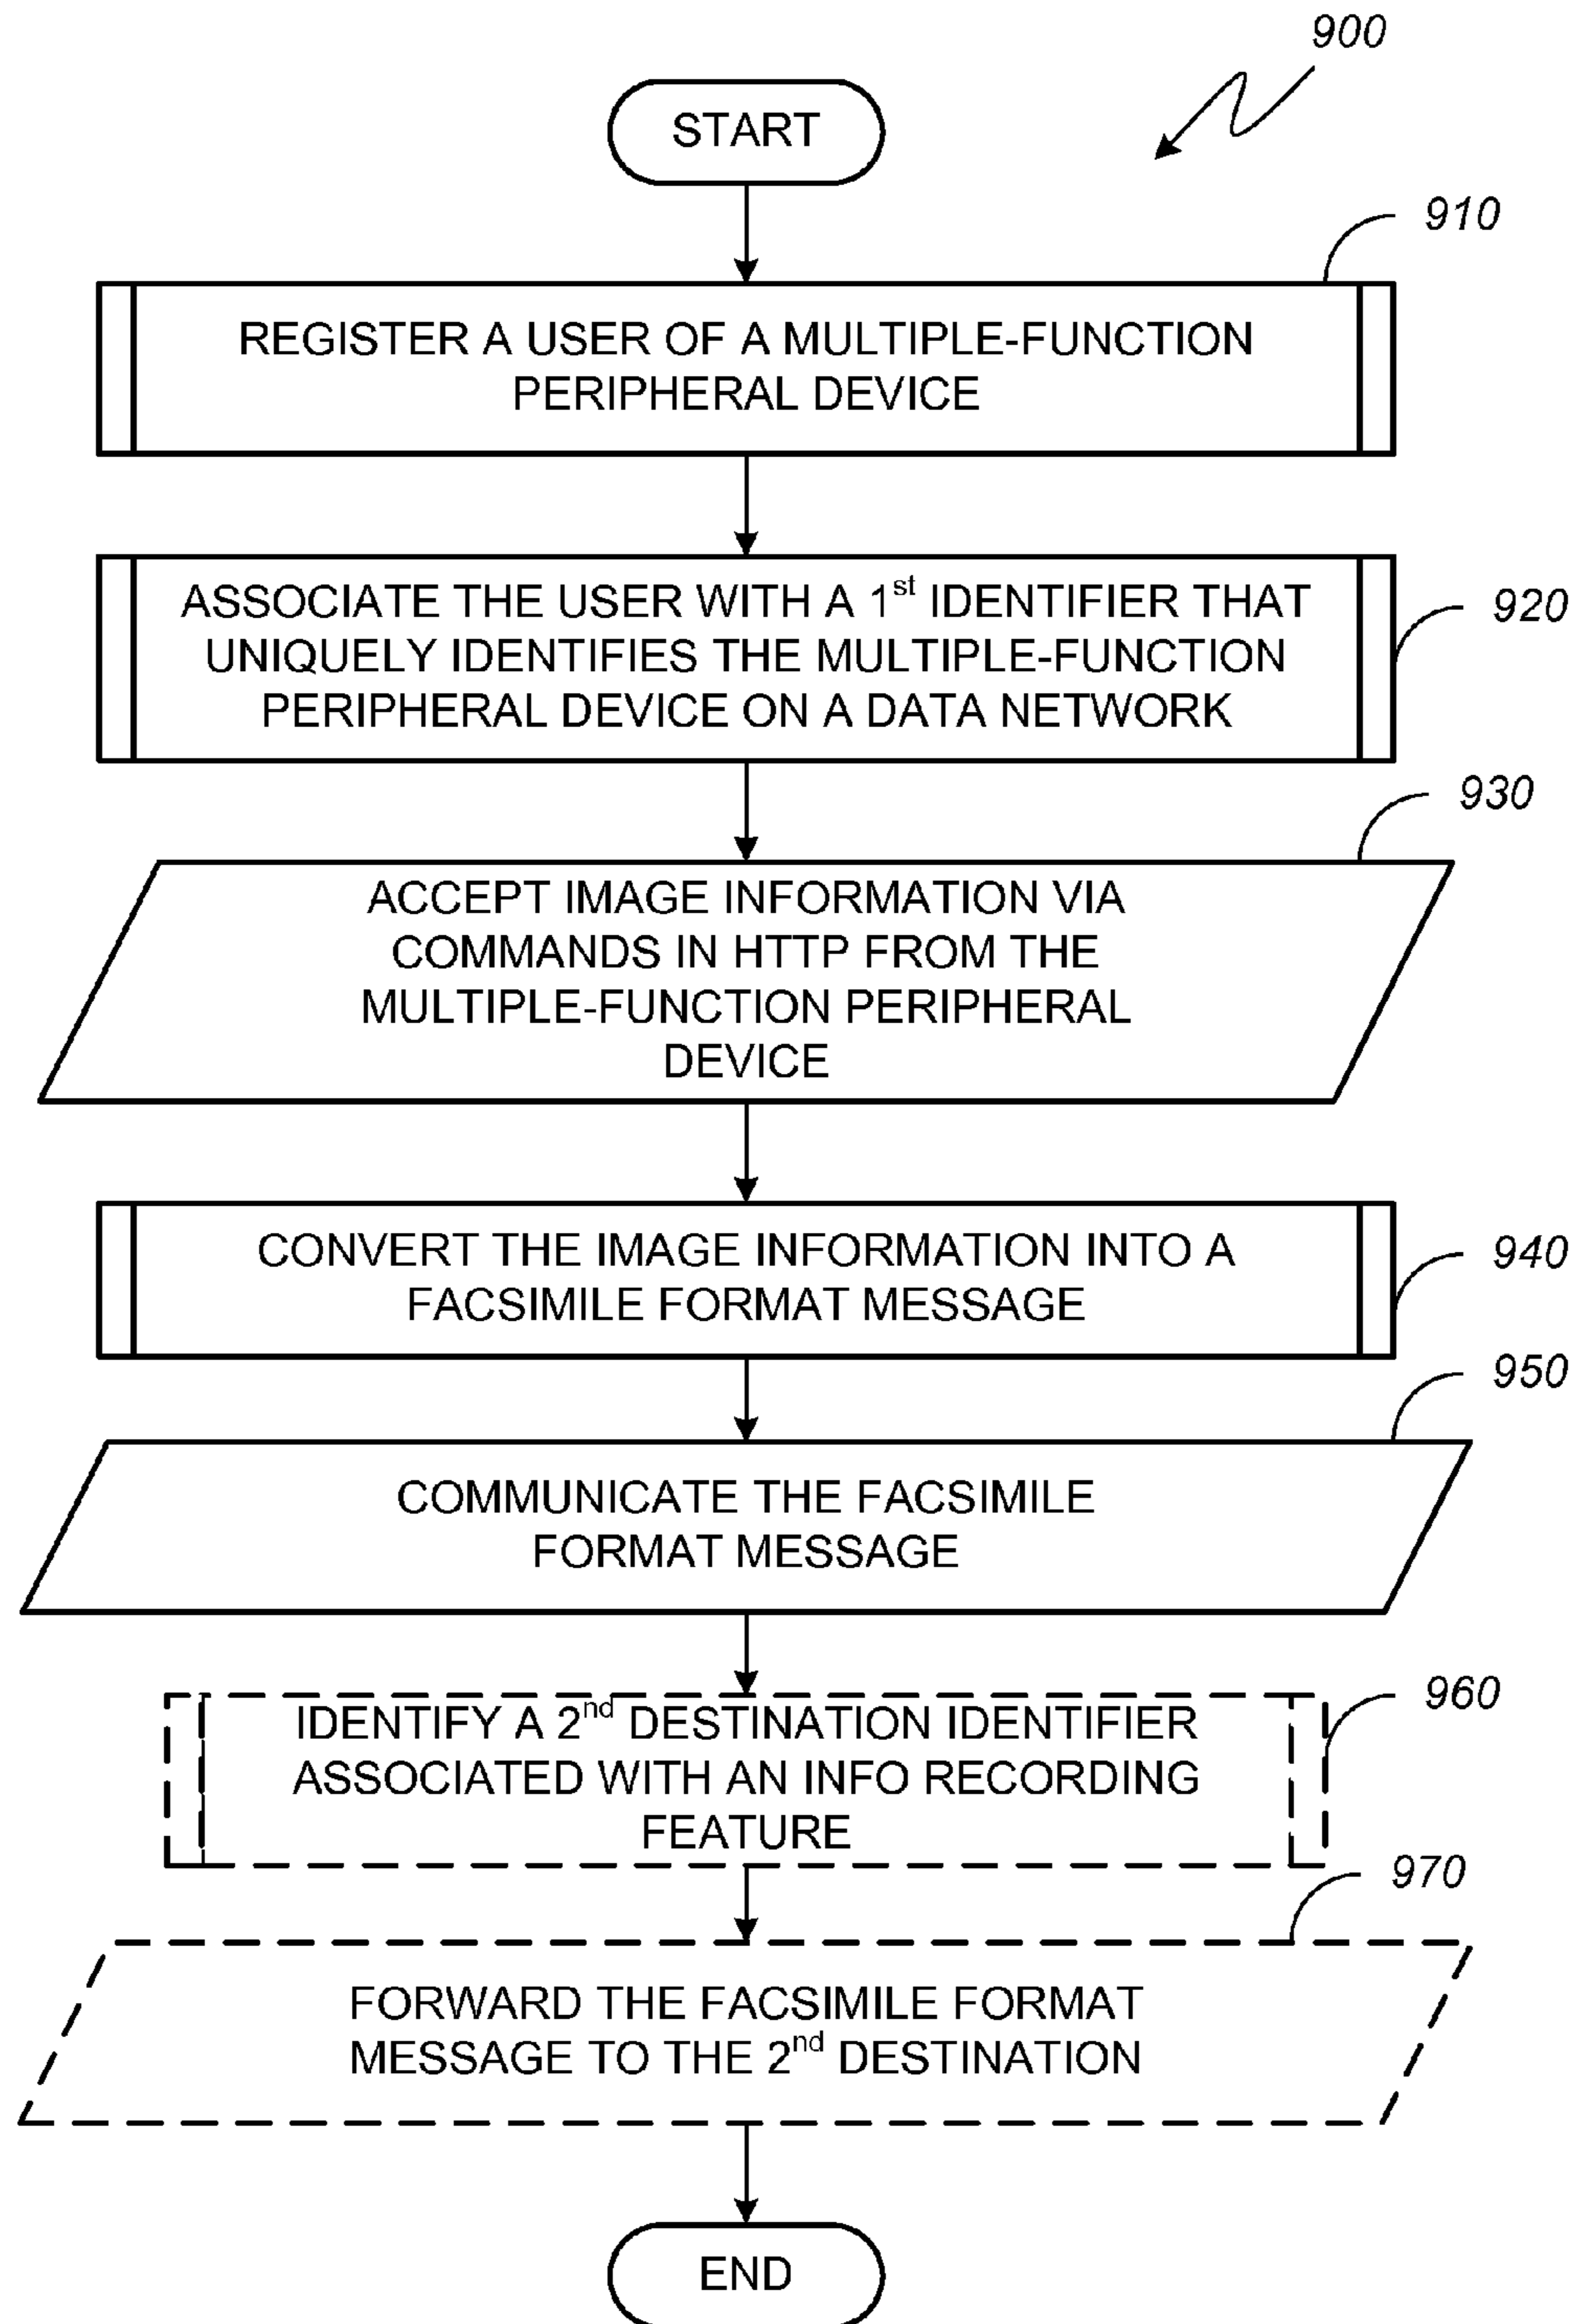 900
START
910
REGISTER A USER OF A MULTIPLE-FUNCTION
PERIPHERAL DEVICE
ASSOCIATE THE USER WITH A 1st IDENTIFIER THAT
UNIQUELY IDENTIFIES THE MULTIPLE-FUNCTION
PERIPHERAL DEVICE ON A DATA NETWORK
920
930
ACCEPT IMAGE INFORMATION VIA
COMMANDS IN HTTP FROM THE
MULTIPLE-FUNCTION PERIPHERAL
DEVICE
CONVERT THE IMAGE INFORMATION INTO A
FACSIMILE FORMAT MESSAGE
940
950
COMMUNICATE THE FACSIMILE
FORMAT MESSAGE
960
IDENTIFY A 2nd DESTINATION IDENTIFIER
ASSOCIATED WITH AN INFO RECORDING
FEATURE
970
FORWARD THE FACSIMILE FORMAT
MESSAGE TO THE 2nd DESTINATION
END